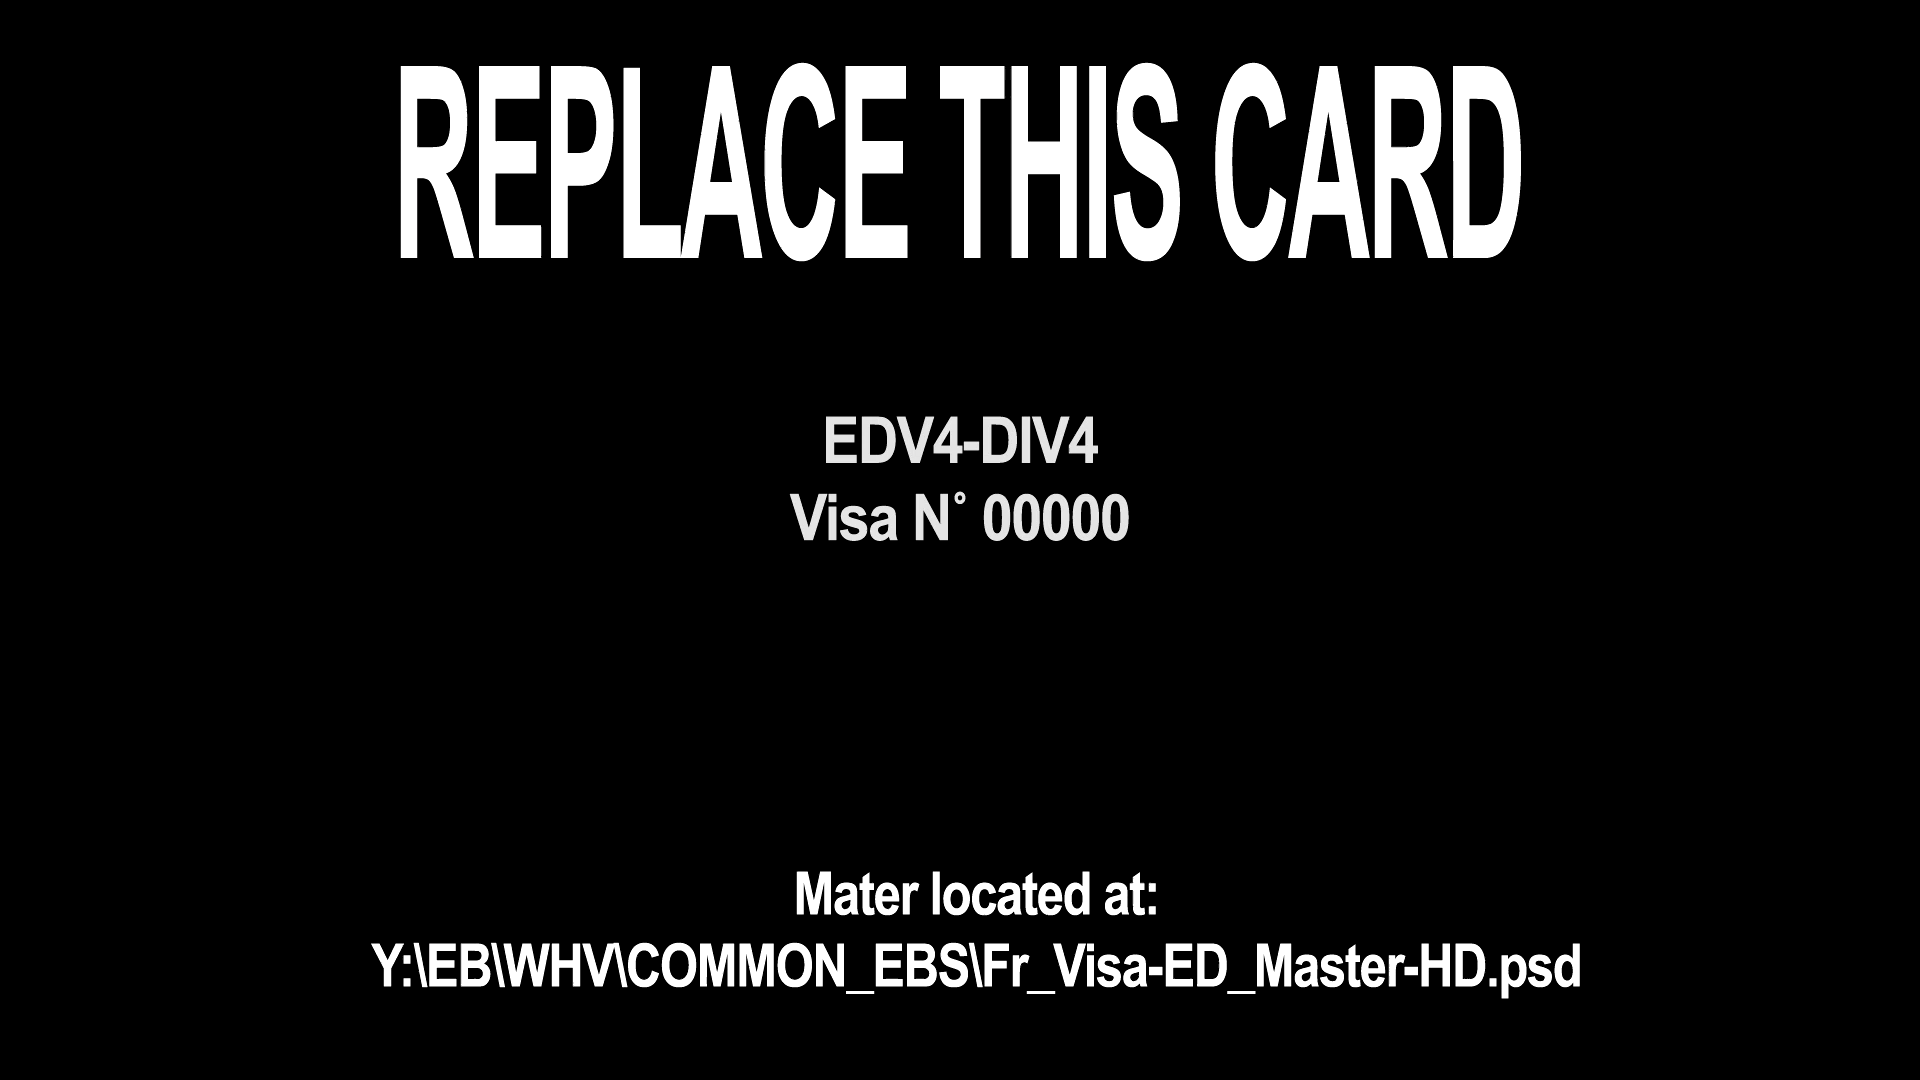 REPLACE THIS CARD
EDV4-DIV4
Visa N° 00000
Mater located at:
Y:\EB\WHV\COMMON_EBS\Fr_Visa-ED_Master-HD.psd